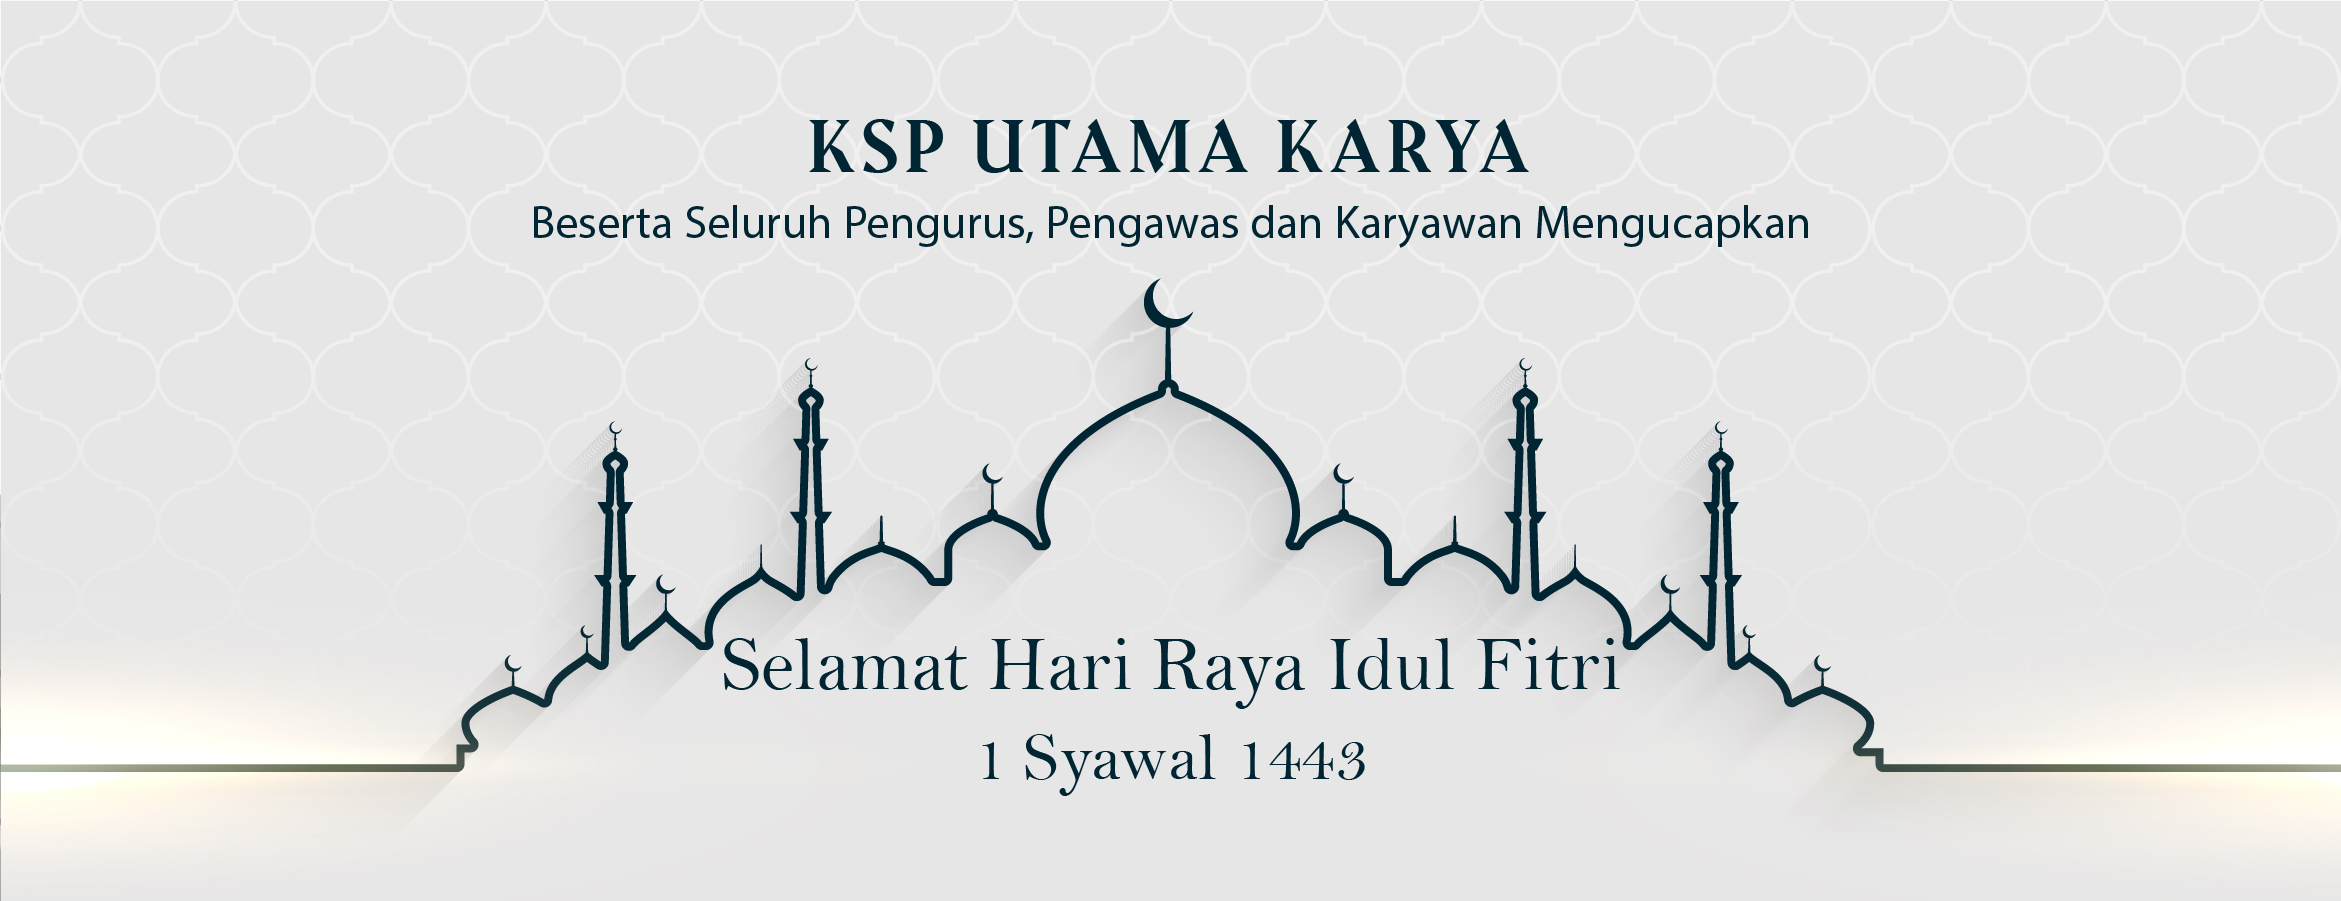 KSP UTAMA KARYA
Beserta Seluruh Pengurus, Pengawas dan Karyawan Mengucapkan
Selamat Hari Raya Idul Fitri
1 Syawal 1443